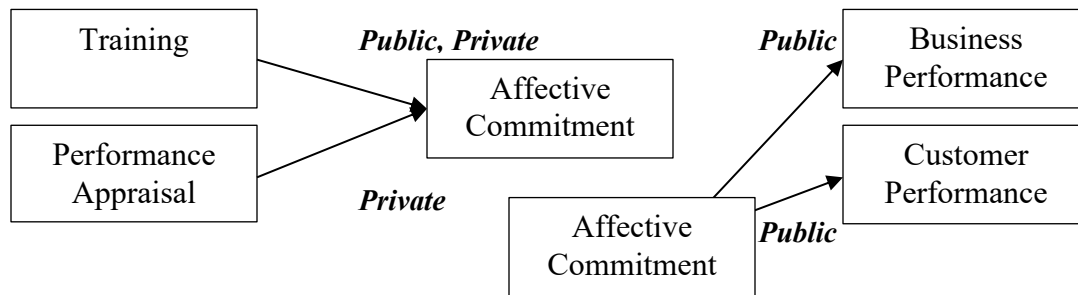 Training
Public, Private
Affective
Commitment
Performance
Appraisal
Private
Public
Business
Performance
Customer
Performance
Affective
Commitment
Public